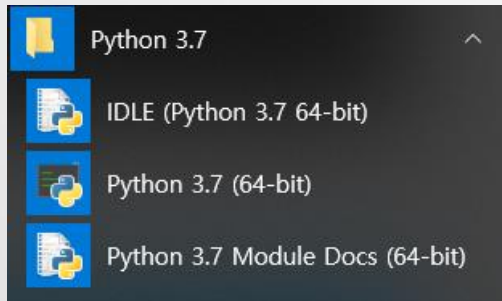 Python 3.7
IDLE (Python 3.7 64-bit)
Python 3.7 (64-bit)
Python 3.7 Module Docs (64-bit)